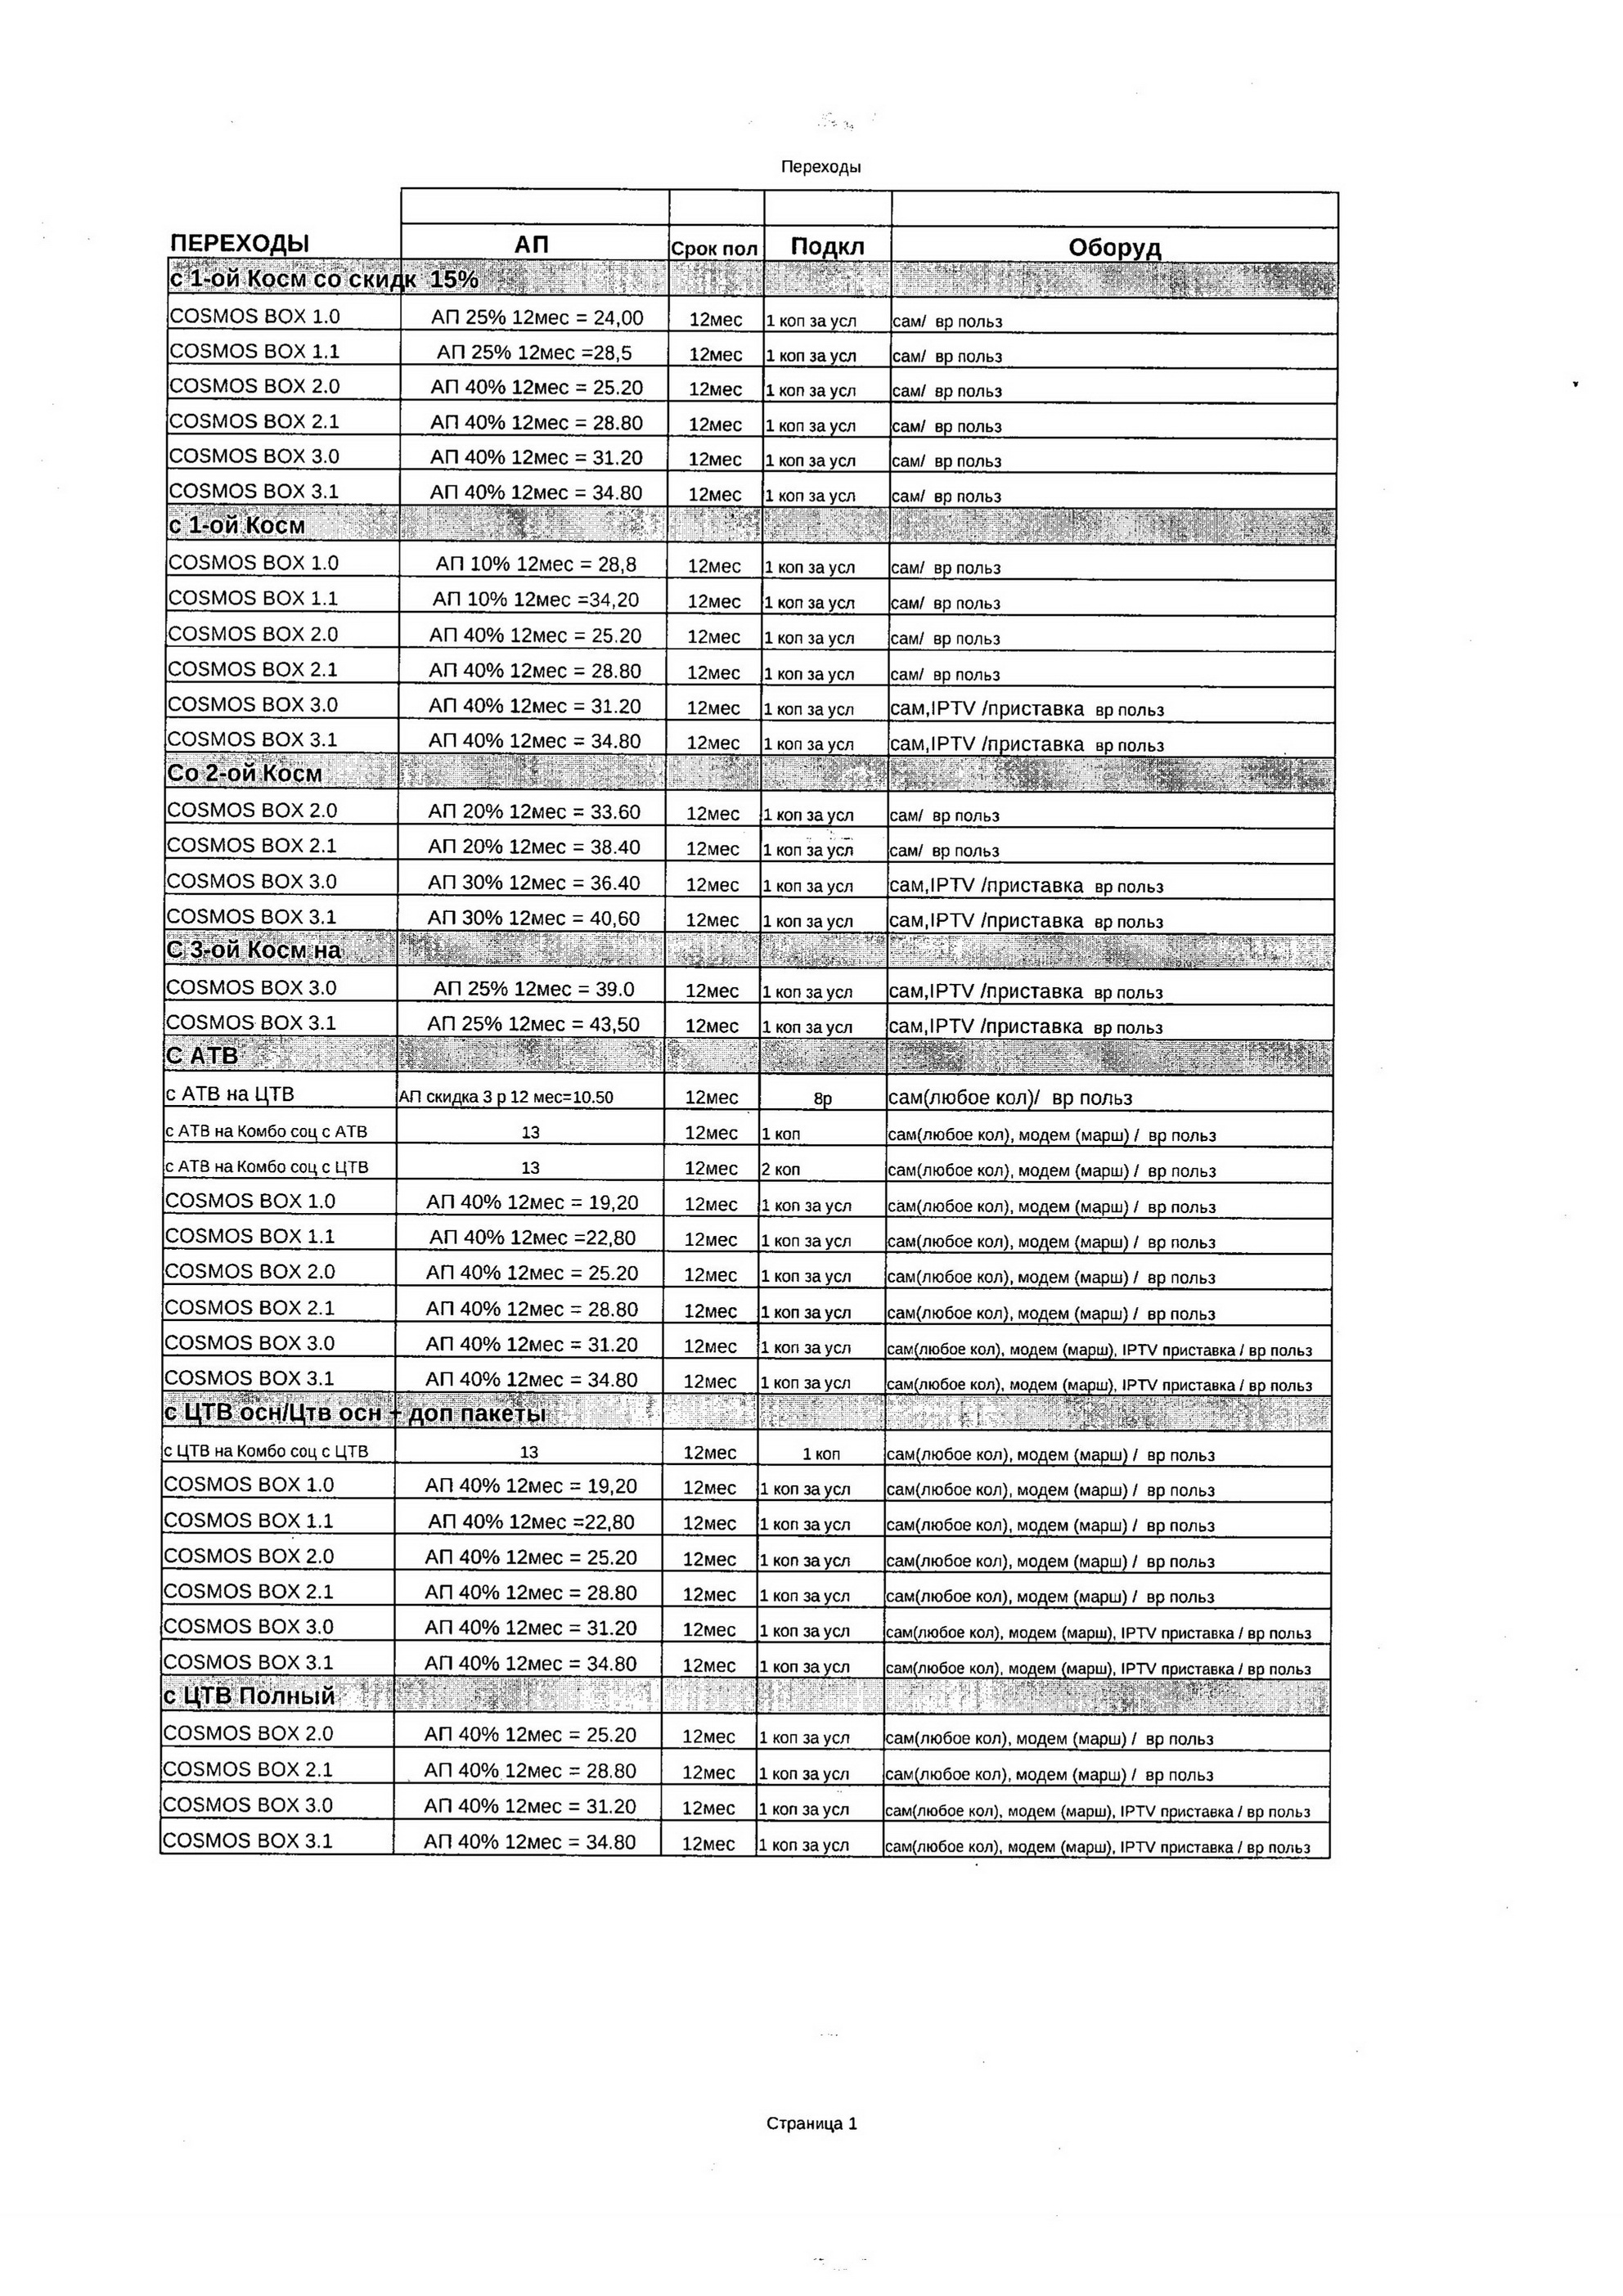 Переходы
ПЕРЕХОДЫ АП Срок пол Подкл Оборуд
с 1-ой Косм со скидк 15%
COSMOS BOX 1.0 АП 25% 12мес = 24,00 12мес 1 коп за усл сам/ вр польз
COSMOS BOX 1.1 АП 25% 12мес =28,5 12мес 1 коп за усл сам/ вр польз
COSMOS BOX 2.0 АП 40% 12мес = 25.20 12мес 1 коп за усл сам/ вр польз
COSMOS BOX 2.1 АП 40% 12мес = 28.80 12мес 1 коп за усл сам/ вр польз
COSMOS BOX 3.0 АП 40% 12мес = 31.20 12мес 1 коп за усл сам/ вр польз
COSMOS BOX 3.1 АП 40% 12мес = 34.80 12мес 1 коп за усл сам/ вр польз
с 1-ой Косм
COSMOS BOX 1.0 АП 10% 12мес = 28,8 12мес 1 коп за усл сам/ вр польз
COSMOS BOX 1.1 АП 10% 12мес =34,20 12мес 1 коп за усл сам/ вр польз
COSMOS BOX 2.0 АП 40% 12мес = 25.20 12мес 1 коп за усл сам/ вр польз
COSMOS BOX 2.1 АП 40% 12мес = 28.80 12мес 1 коп за усл сам/ вр польз
COSMOS BOX 3.0 АП 40% 12мес = 31.20 12мес 1 коп за усл сам,IPTV /приставка вр польз
COSMOS BOX 3.1 АП 40% 12мес = 34.80 12мес 1 коп за усл сам,IPTV /приставка вр польз
Со 2-ой Косм
COSMOS BOX 2.0 АП 20% 12мес = 33.60 12мес 1 коп за усл сам/ вр польз
COSMOS BOX 2.1 АП 20% 12мес = 38.40 12мес 1 коп за усл сам/ вр польз
COSMOS BOX 3.0 АП 30% 12мес = 36.40 12мес 1 коп за усл сам,IPTV /приставка вр польз
COSMOS BOX 3.1 АП 30% 12мес = 40,60 12мес 1 коп за усл сам,IPTV /приставка вр польз
С 3-ой Косм на
COSMOS BOX 3.0 АП 25% 12мес = 39.0 12мес 1 коп за усл сам,IPTV /приставка вр польз
COSMOS BOX 3.1 АП 25% 12мес = 43,50 12мес 1 коп за усл сам,IPTV /приставка вр польз
С АТВ
с АТВ на ЦТВ АП скидка 3 р 12 мес=10.50 12мес 8р сам(любое кол)/ вр польз
с АТВ на Комбо соц с АТВ 13 12мес 1 коп сам(любое кол), модем (марш) / вр польз
с АТВ на Комбо соц с ЦТВ 13 12мес 2 коп сам(любое кол), модем (марш) / вр польз
COSMOS BOX 1.0 АП 40% 12мес = 19,20 12мес 1 коп за усл сам(любое кол), модем (марш) / вр польз
COSMOS BOX 1.1 АП 40% 12мес =22,80 12мес 1 коп за усл сам(любое кол), модем (марш) / вр польз
COSMOS BOX 2.0 АП 40% 12мес = 25.20 12мес 1 коп за усл сам(любое кол), модем (марш) / вр польз
COSMOS BOX 2.1 АП 40% 12мес = 28.80 12мес 1 коп за усл сам(любое кол), модем (марш) / вр польз
COSMOS BOX 3.0 АП 40% 12мес = 31.20 12мес 1 коп за усл сам(любое кол), модем (марш), IPTV приставка / вр польз
COSMOS BOX 3.1 АП 40% 12мес = 34.80 12мес 1 коп за усл сам(любое кол), модем (марш), IPTV приставка / вр польз
с ЦТВ осн/Цтв осн + доп пакеты
с ЦТВ на Комбо соц с ЦТВ 13 12мес 1 коп сам(любое кол), модем (марш) / вр польз
COSMOS BOX 1.0 АП 40% 12мес = 19,20 12мес 1 коп за усл сам(любое кол), модем (марш) / вр польз
COSMOS BOX 1.1 АП 40% 12мес =22,80 12мес 1 коп за усл сам(любое кол), модем (марш) / вр польз
COSMOS BOX 2.0 АП 40% 12мес = 25.20 12мес 1 коп за усл сам(любое кол), модем (марш) / вр польз
COSMOS BOX 2.1 АП 40% 12мес = 28.80 12мес 1 коп за усл сам(любое кол), модем (марш) / вр польз
COSMOS BOX 3.0 АП 40% 12мес = 31.20 12мес 1 коп за усл сам(любое кол), модем (марш), IPTV приставка / вр польз
COSMOS BOX 3.1 АП 40% 12мес = 34.80 12мес 1 коп за усл сам(любое кол), модем (марш), IPTV приставка / вр польз
с ЦТВ Полный
COSMOS BOX 2.0 АП 40% 12мес = 25.20 12мес 1 коп за усл сам(любое кол), модем (марш) / вр польз
COSMOS BOX 2.1 АП 40% 12мес = 28.80 12мес 1 коп за усл сам(любое кол), модем (марш) / вр польз
COSMOS BOX 3.0 АП 40% 12мес = 31.20 12мес 1 коп за усл сам(любое кол), модем (марш), IPTV приставка / вр польз
COSMOS BOX 3.1 АП 40% 12мес = 34.80 12мес 1 коп за усл сам(любое кол), модем (марш), IPTV приставка / вр польз
Страница 1